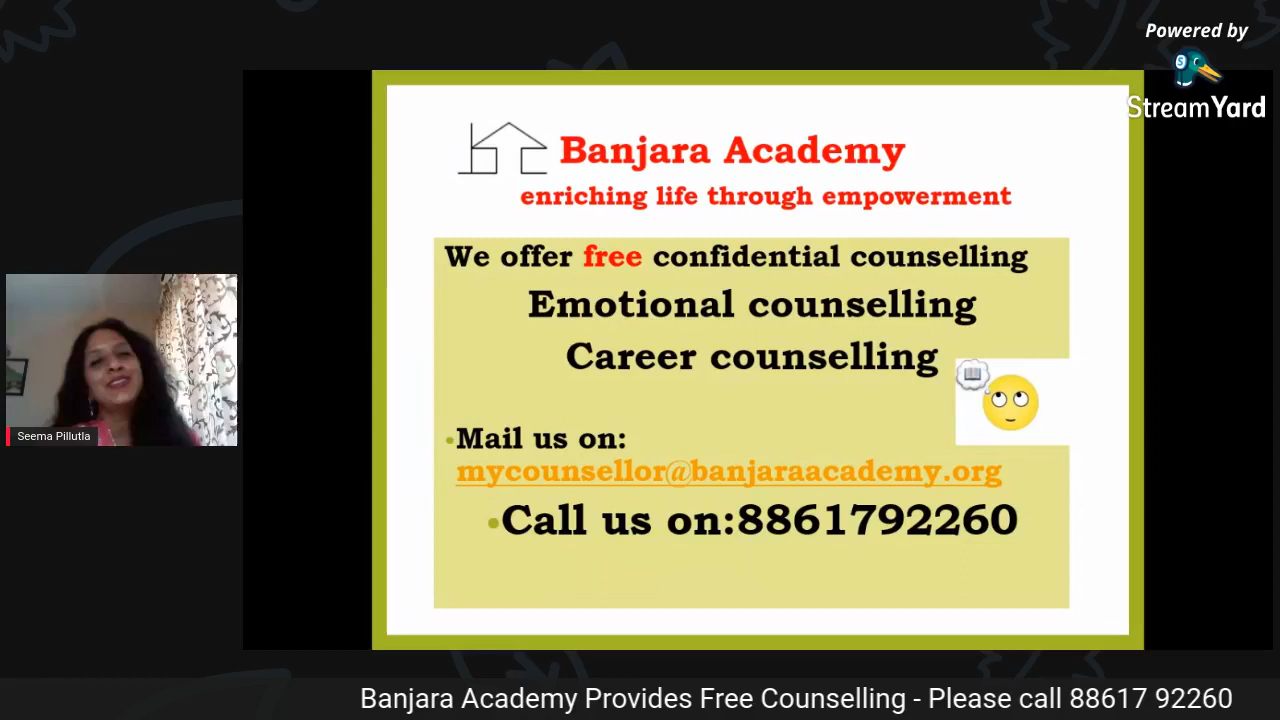 Powered by
StreamYard
Banjara Academy
enriching life through empowerment
We offer free confidential counselling
Emotional counselling
Career counselling
•Mail us on:
mycounsellor@banjaraacademy.org
•Call us on:8861792260
Seema Pillutla
Banjara Academy Provides Free Counselling - Please call 88617 92260